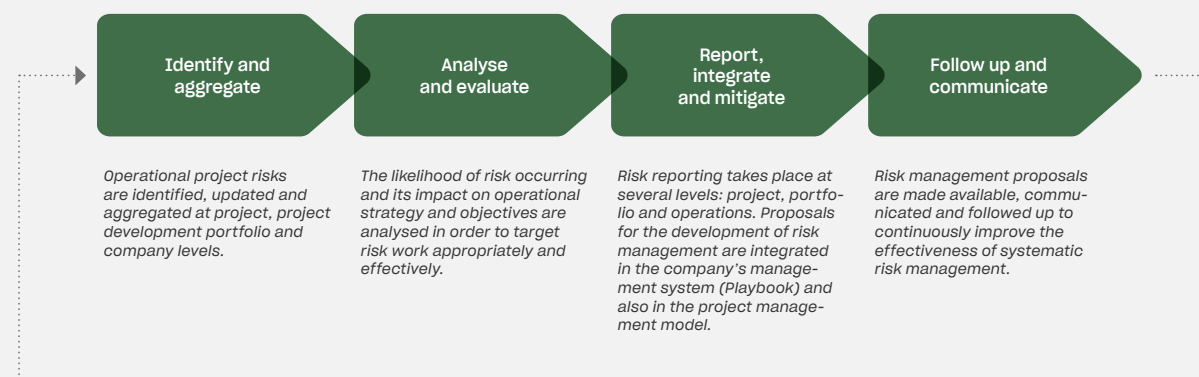 Identify and
aggregate
Analyse
and evaluate
Report,
integrate
and mitigate
Follow up and
communicate
Operational project risks
are identified, updated and
aggregated at project, project
development portfolio and
company levels.
The likelihood of risk occurring
and its impact on operational
strategy and objectives are
analysed in order to target
risk work appropriately and
effectively.
Risk reporting takes place at
several levels: project, portfo-
lio and operations. Proposals
for the development of risk
management are integrated
in the company's manage-
ment system (Playbook) and
also in the project manage-
ment model.
Risk management proposals
are made available, commu-
nicated and followed up to
continuously improve the
effectiveness of systematic
risk management.